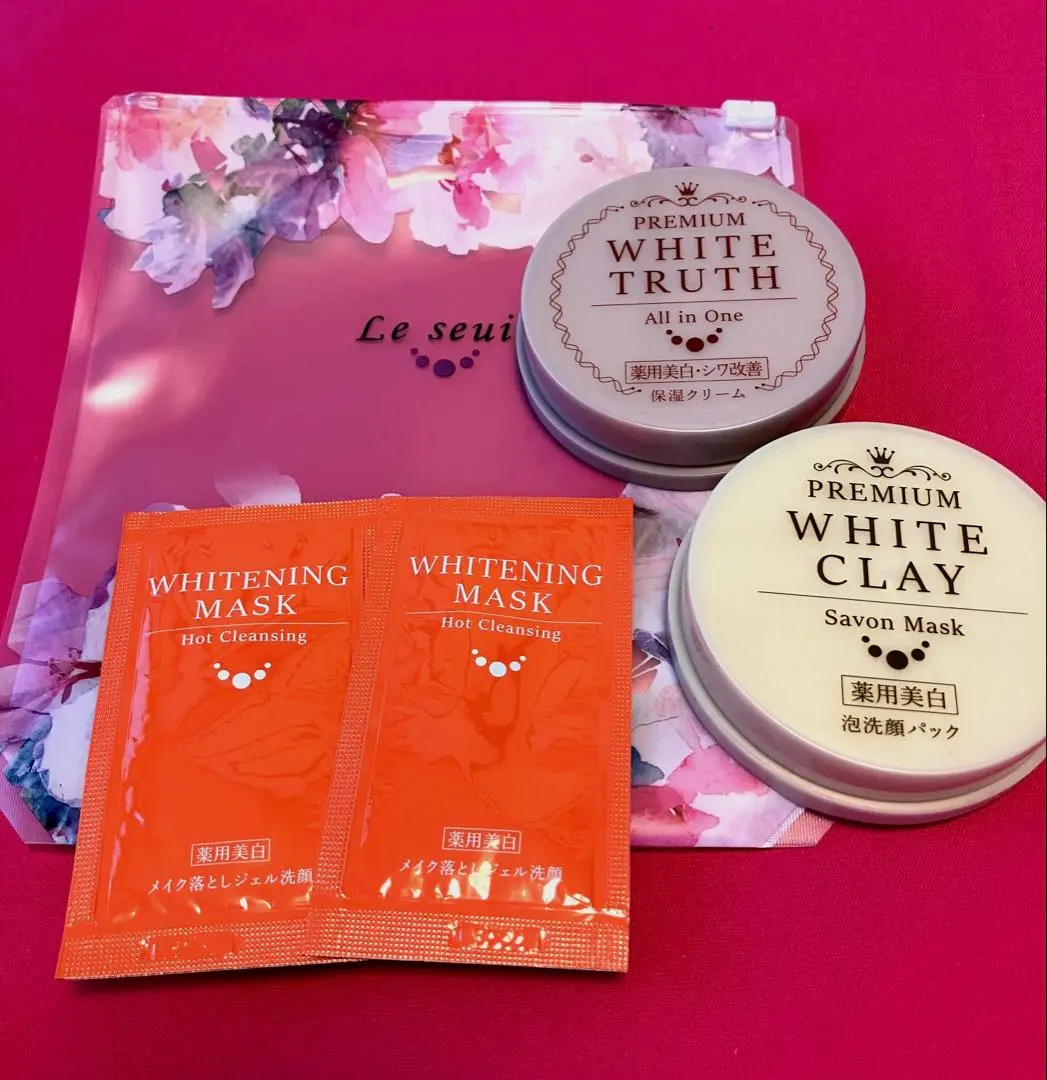 Le seui
PREMIUM
WHITE
TRUTH
All in One
薬用美白・シワ改善
保湿クリーム
PREMIUM
WHITE
CLAY
Savon Mask
薬用美白
泡洗顔パック
WHITENING
MASK
Hot Cleansing
薬用美白
メイク落としジェル洗顔
WHITENING
MASK
Hot Cleansing
薬用美白
メイク落としジェル洗顔